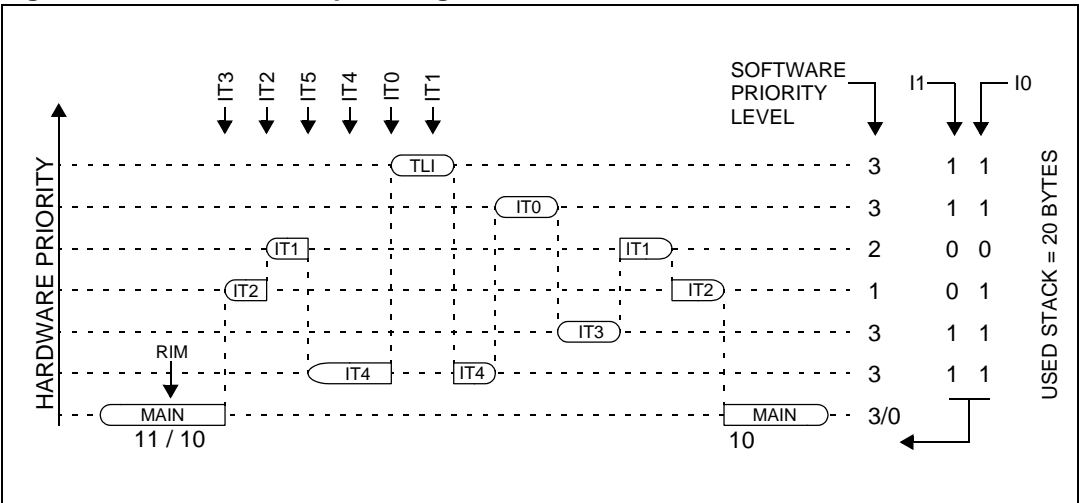 IT3
IT2
IT5
IT4
IT0
IT1
SOFTWARE
PRIORITY
LEVEL
I1
I0
HARDWARE PRIORITY
USED STACK = 20 BYTES
TLI
3
1 1
IT0
3
1 1
IT1
IT1
2
0 0
IT2
IT2
1
0 1
IT3
3
1 1
RIM
IT4
IT4
3
1 1
MAIN
MAIN
3/0
11 / 10
10